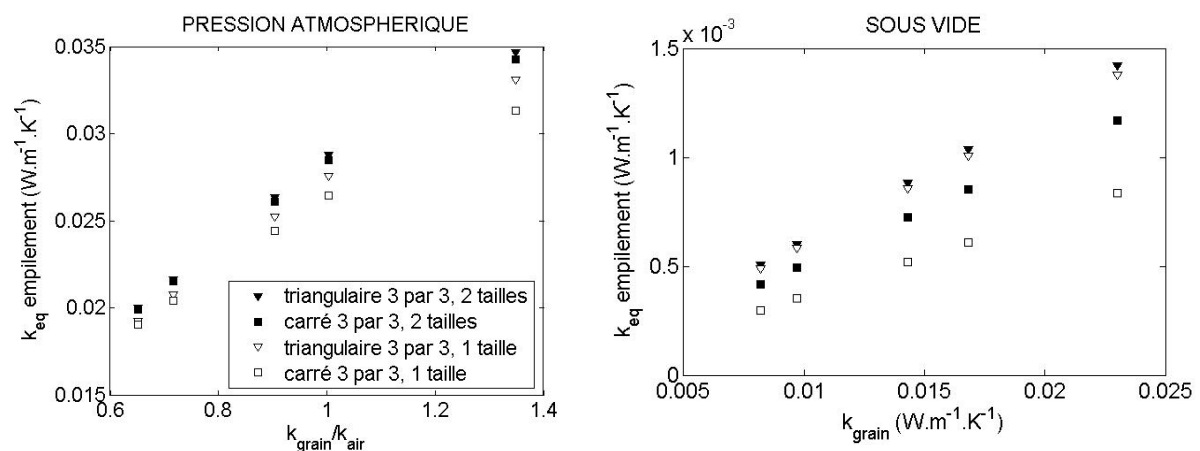 PRESSION ATMOSPHERIQUE
0.035
0.03
0.025
0.02
0.015
k_eq empilement (W.m⁻¹.K⁻¹)
triangulaire 3 par 3, 2 tailles
carré 3 par 3, 2 tailles
triangulaire 3 par 3, 1 taille
carré 3 par 3, 1 taille
0.6 0.8 1 1.2 1.4
k_grain/k_air
SOUS VIDE
x 10⁻³
1.5
1
0.5
0
k_eq empilement (W.m⁻¹.K⁻¹)
0.005 0.01 0.015 0.02 0.025
k_grain (W.m⁻¹.K⁻¹)